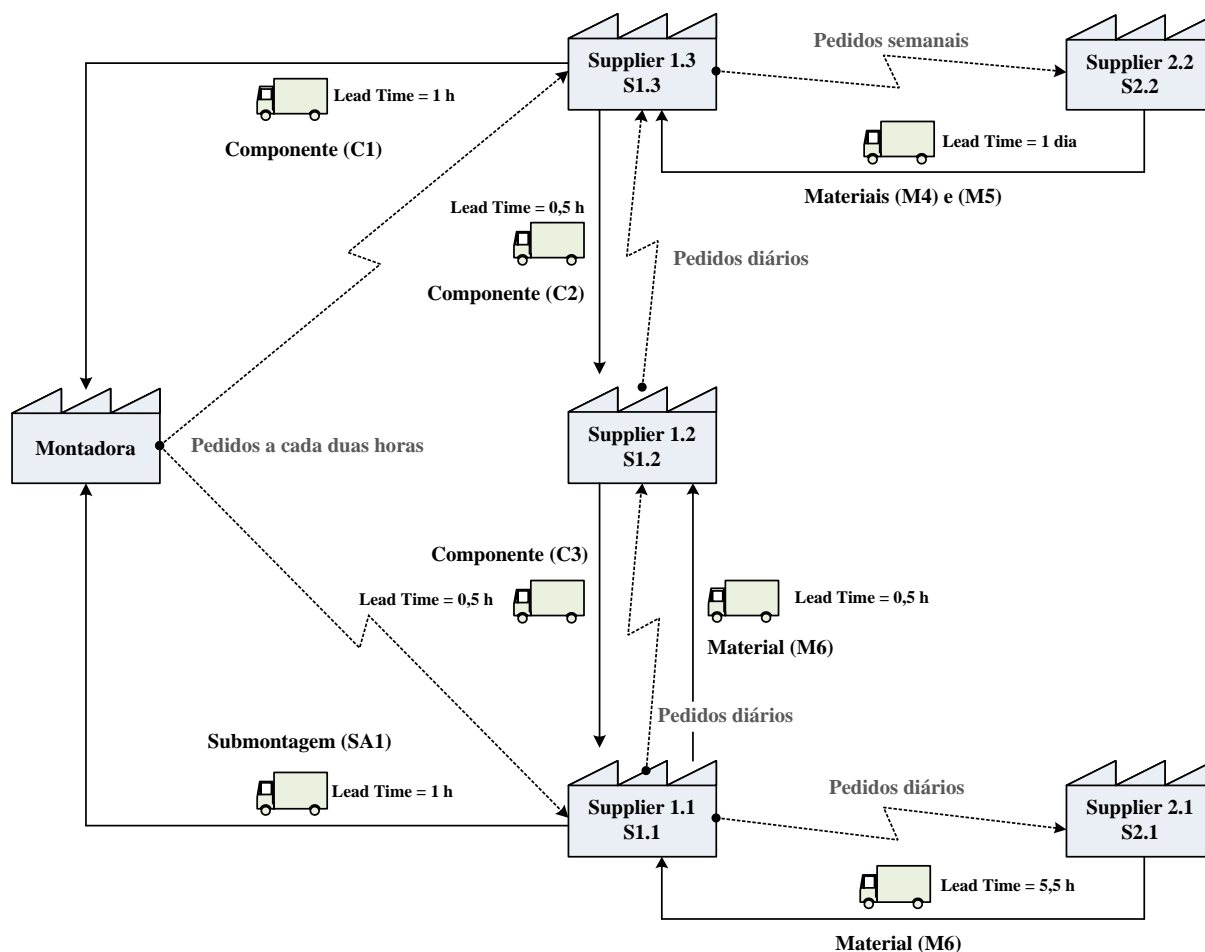 Supplier 1.3
S1.3
Pedidos semanais
Supplier 2.2
S2.2
Lead Time = 1 h
Componente (C1)
Lead Time = 1 dia
Materiais (M4) e (M5)
Lead Time = 0,5 h
Pedidos diários
Componente (C2)
Montadora
Pedidos a cada duas horas
Supplier 1.2
S1.2
Componente (C3)
Lead Time = 0,5 h
Lead Time = 0,5 h
Material (M6)
Pedidos diários
Submontagem (SA1)
Lead Time = 1 h
Supplier 1.1
S1.1
Pedidos diários
Supplier 2.1
S2.1
Lead Time = 5,5 h
Material (M6)